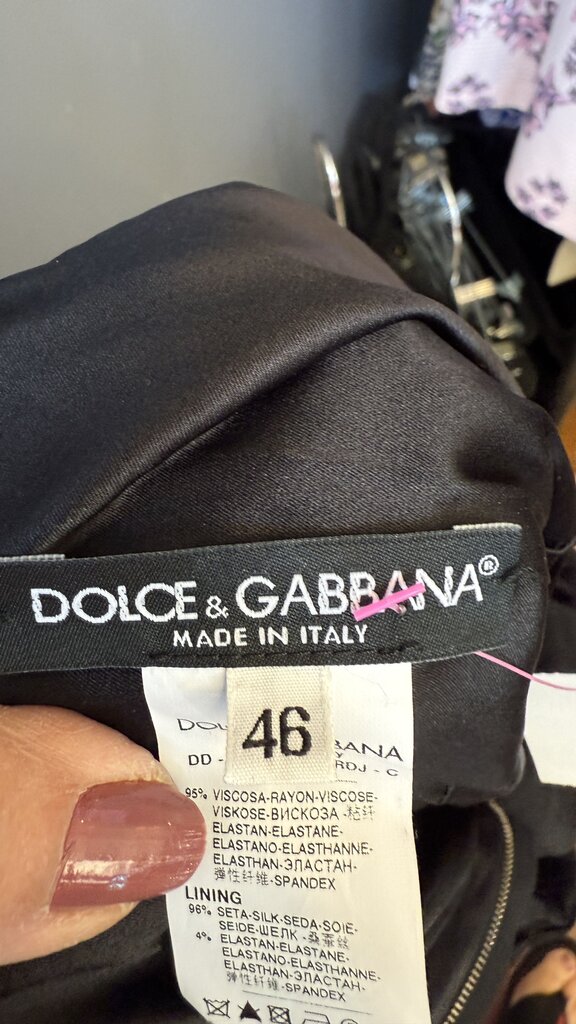 DOLCE & GABBANA®
MADE IN ITALY
46
DD -
RDJ - C
95% VISCOSA-RAYON-VISCOSE-
VISKOSE-ВИСКОЗА -粘纤
ELASTAN-ELASTANE-
ELASTANO-ELASTHANNE-
ELASTHAN-ЭЛАСТАН-
弹性纤维-SPANDEX
LINING
96% SETA-SILK-SEDA-SOIE-
SEIDE-ШЕЛК -桑蚕丝
4% ELASTAN-ELASTANE-
ELASTANO-ELASTHANNE-
ELASTHAN-ЭЛАСТАН-
弹性纤维-SPANDEX